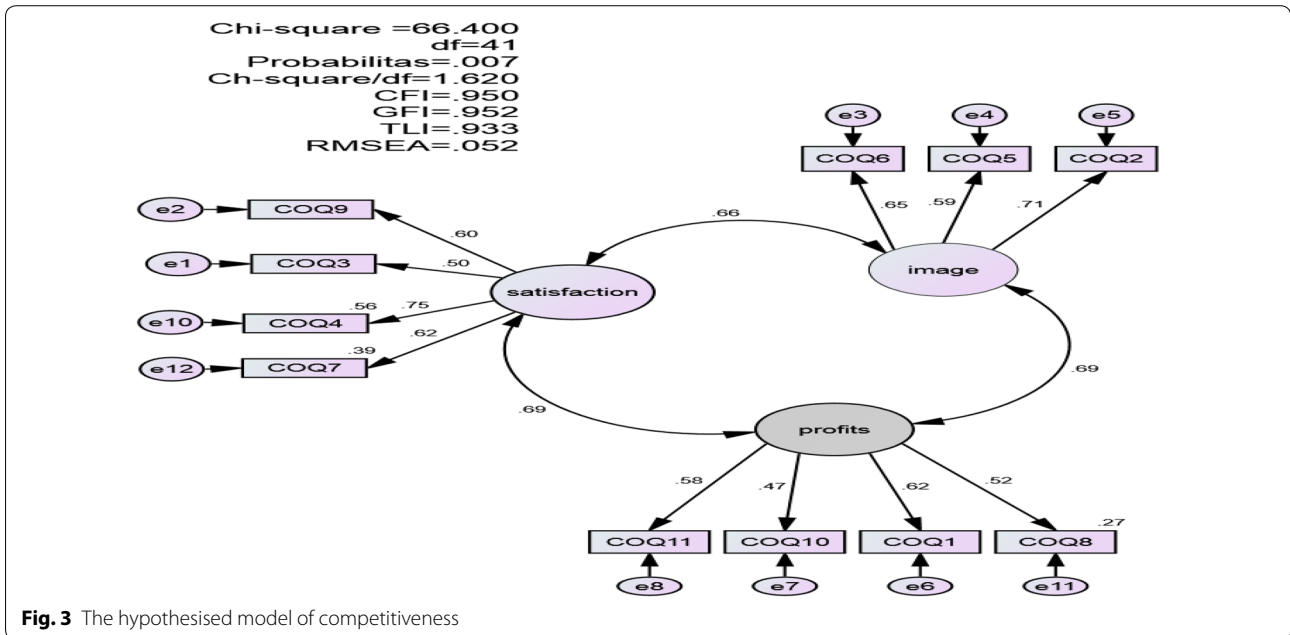 Chi-square =66.400
df=41
Probabilitas=.007
Ch-square/df=1.620
CFI=.950
GFI=.952
TLI=.933
RMSEA=.052
e3 e4 e5
COQ6 COQ5 COQ2
.65 .59 .71
e2 COQ9
.60
.66
e1 COQ3
.50
image
satisfaction
.56 .75
e10 COQ4
.62
.39
e12 COQ7
.69
.69
profits
.58 .47 .62 .52
.27
COQ11 COQ10 COQ1 COQ8
e8 e7 e6 e11
Fig. 3 The hypothesised model of competitiveness